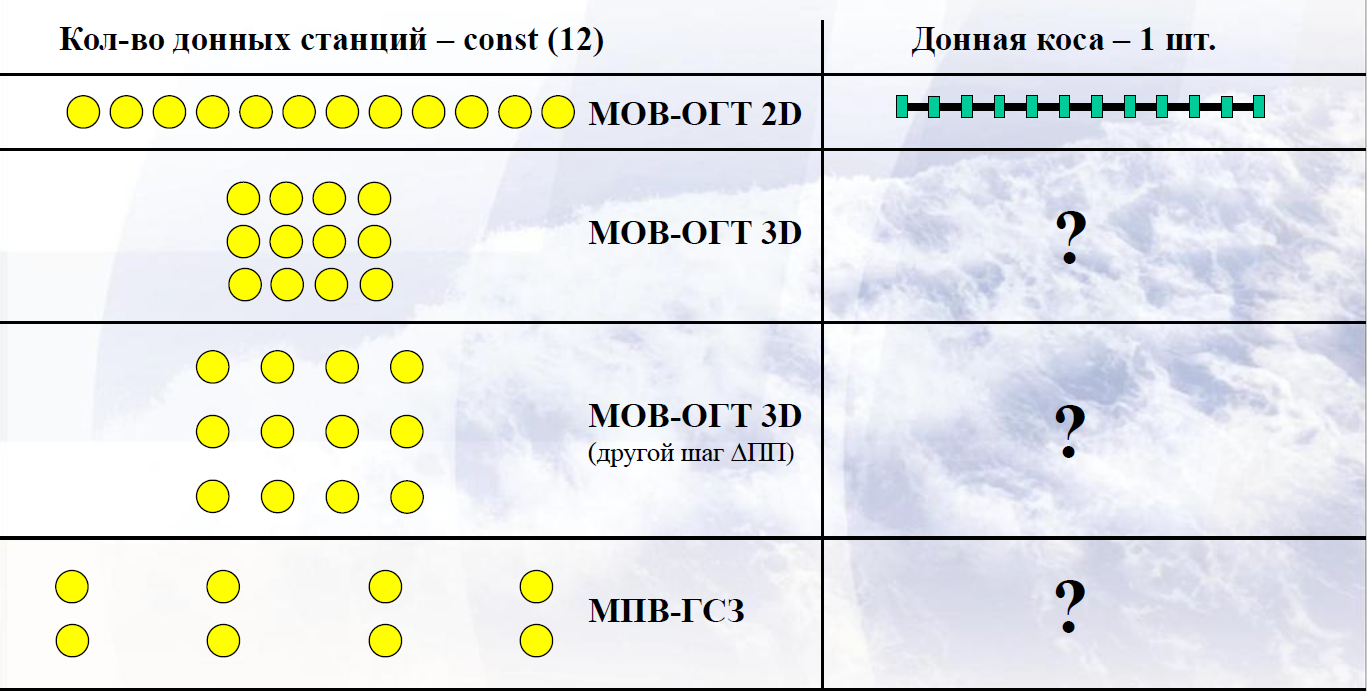 Кол-во донных станций – const (12)
Донная коса – 1 шт.
МОВ-ОГТ 2D
МОВ-ОГТ 3D
?
МОВ-ОГТ 3D
(другой шаг ΔПП)
?
МПВ-ГСЗ
?